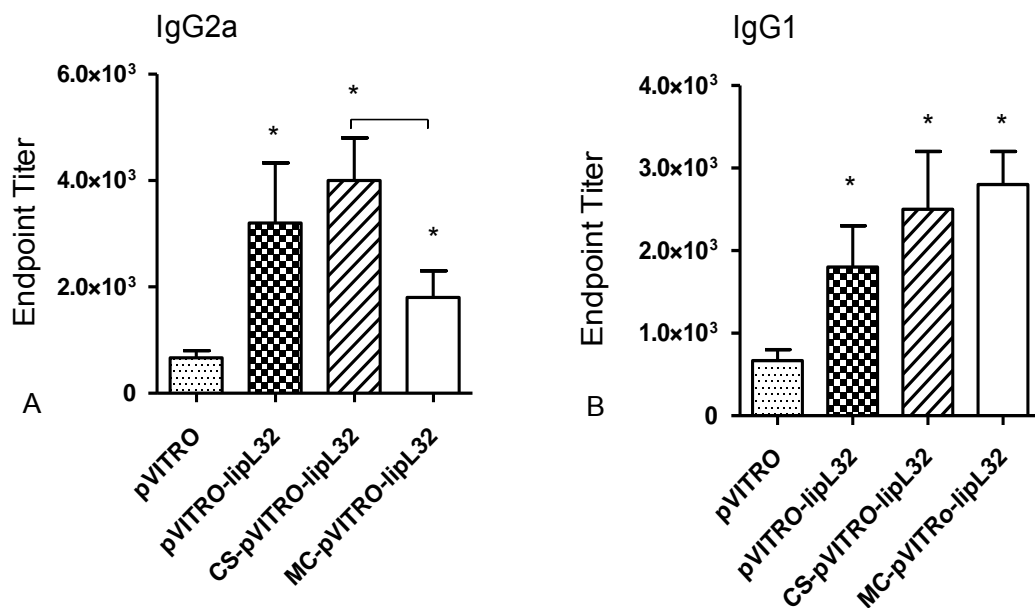 IgG2a
Endpoint Titer
6.0×10³
4.0×10³
2.0×10³
0
*
*
*
A
pVITRO
pVITRO-lipL32
CS-pVITRO-lipL32
MC-pVITRO-lipL32
IgG1
Endpoint Titer
4.0×10³
3.0×10³
2.0×10³
1.0×10³
0
*
*
*
B
pVITRO
pVITRO-lipL32
CS-pVITRO-lipL32
MC-pVITRo-lipL32